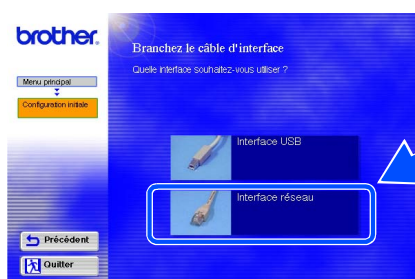 brother.
Menu principal
Configuration initiale
Précédent
Quitter
Branchez le câble d'interface
Quelle interface souhaitez-vous utiliser ?
Interface USB
Interface réseau